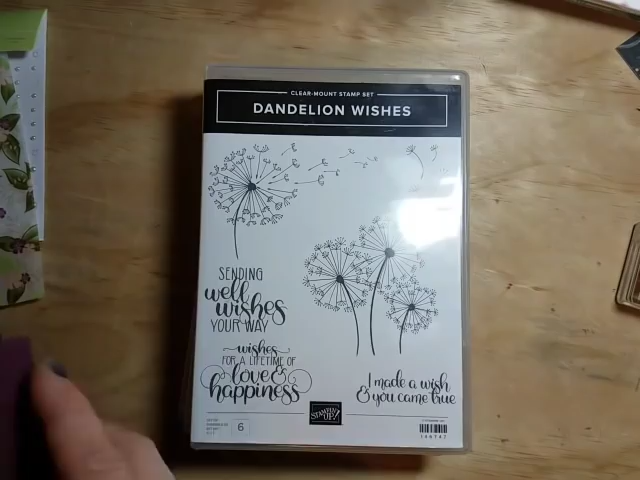 CLEAR-MOUNT STAMP SET
DANDELION WISHES
SENDING
well
wishes
YOUR WAY
wishes
FOR A LIFETIME OF
love &
happiness
I made a wish
& you came true
STAMPIN' UP!
6
146747